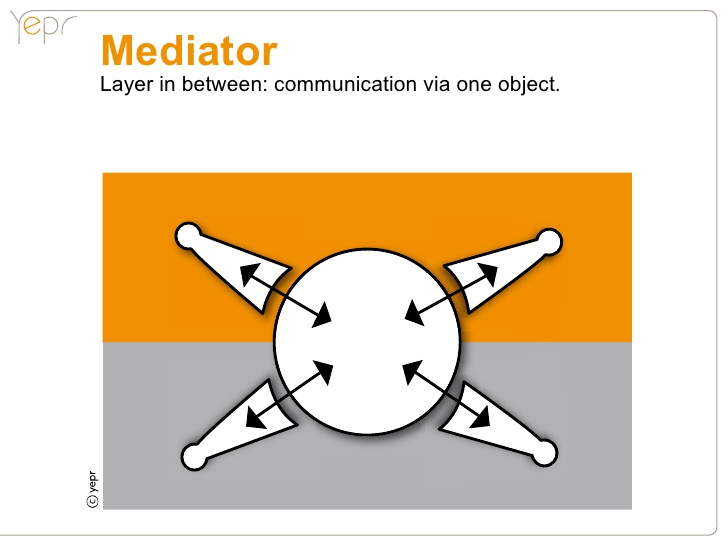 Yepr
Mediator
Layer in between: communication via one object.
© yepr